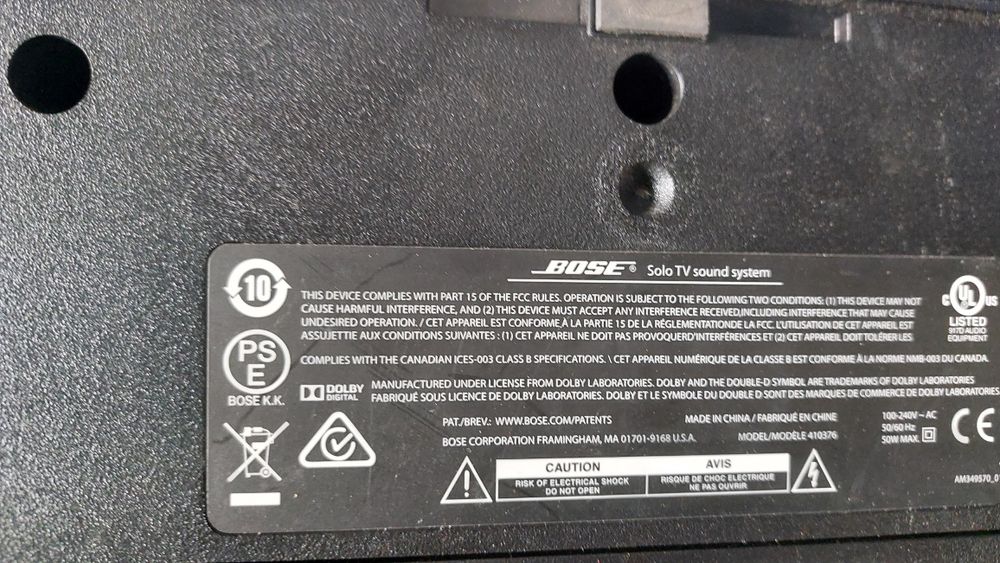 BOSE® Solo TV sound system
10
THIS DEVICE COMPLIES WITH PART 15 OF THE FCC RULES. OPERATION IS SUBJECT TO THE FOLLOWING TWO CONDITIONS: (1) THIS DEVICE MAY NOT
CAUSE HARMFUL INTERFERENCE, AND (2) THIS DEVICE MUST ACCEPT ANY INTERFERENCE RECEIVED,INCLUDING INTERFERENCE THAT MAY CAUSE
UNDESIRED OPERATION. / CET APPAREIL EST CONFORME À LA PARTIE 15 DE LA RÉGLEMENTATION DE LA FCC. L'UTILISATION DE CET APPAREIL EST
ASSUJETTIE AUX CONDITIONS SUIVANTES : (1) CET APPAREIL NE DOIT PAS PROVOQUER D'INTERFÉRENCES ET (2) CET APPAREIL DOIT TOLÉRER LES
C UL US
LISTED
917D AUDIO
EQUIPMENT
PS
E
BOSE K.K.
COMPLIES WITH THE CANADIAN ICES-003 CLASS B SPECIFICATIONS. \ CET APPAREIL NUMÉRIQUE DE LA CLASSE B EST CONFORME À LA NORME NMB-003 DU CANADA.
DOLBY
DIGITAL
MANUFACTURED UNDER LICENSE FROM DOLBY LABORATORIES. DOLBY AND THE DOUBLE-D SYMBOL ARE TRADEMARKS OF DOLBY LABORATORIES
FABRIQUÉ SOUS LICENCE DE DOLBY LABORATORIES. DOLBY ET LE SYMBOLE DU DOUBLE D SONT DES MARQUES DE COMMERCE DE DOLBY LABORATORIES
PAT./BREV.: WWW.BOSE.COM/PATENTS
MADE IN CHINA / FABRIQUÉ EN CHINE
BOSE CORPORATION FRAMINGHAM, MA 01701-9168 U.S.A.
MODEL/MODÈLE 410376
100-240V ~ AC
50/60 Hz
50W MAX.
CE
CAUTION
RISK OF ELECTRICAL SHOCK
DO NOT OPEN
AVIS
RISQUE DE CHOC ELECTRIQUE
NE PAS OUVRIR
AM349570_0